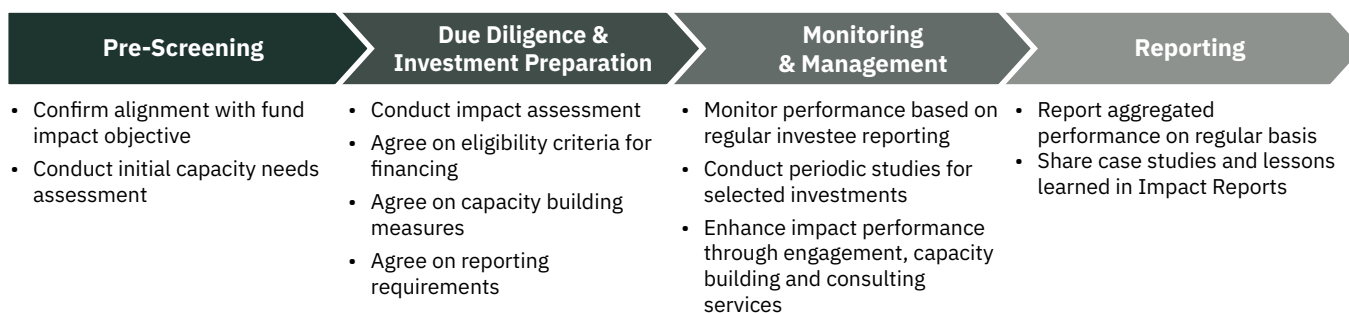 Pre-Screening
• Confirm alignment with fund
impact objective
• Conduct initial capacity needs
assessment
Due Diligence &
Investment Preparation
• Conduct impact assessment
• Agree on eligibility criteria for
financing
• Agree on capacity building
measures
• Agree on reporting
requirements
Monitoring
& Management
• Monitor performance based on
regular investee reporting
• Conduct periodic studies for
selected investments
• Enhance impact performance
through engagement, capacity
building and consulting
services
Reporting
• Report aggregated
performance on regular basis
• Share case studies and lessons
learned in Impact Reports